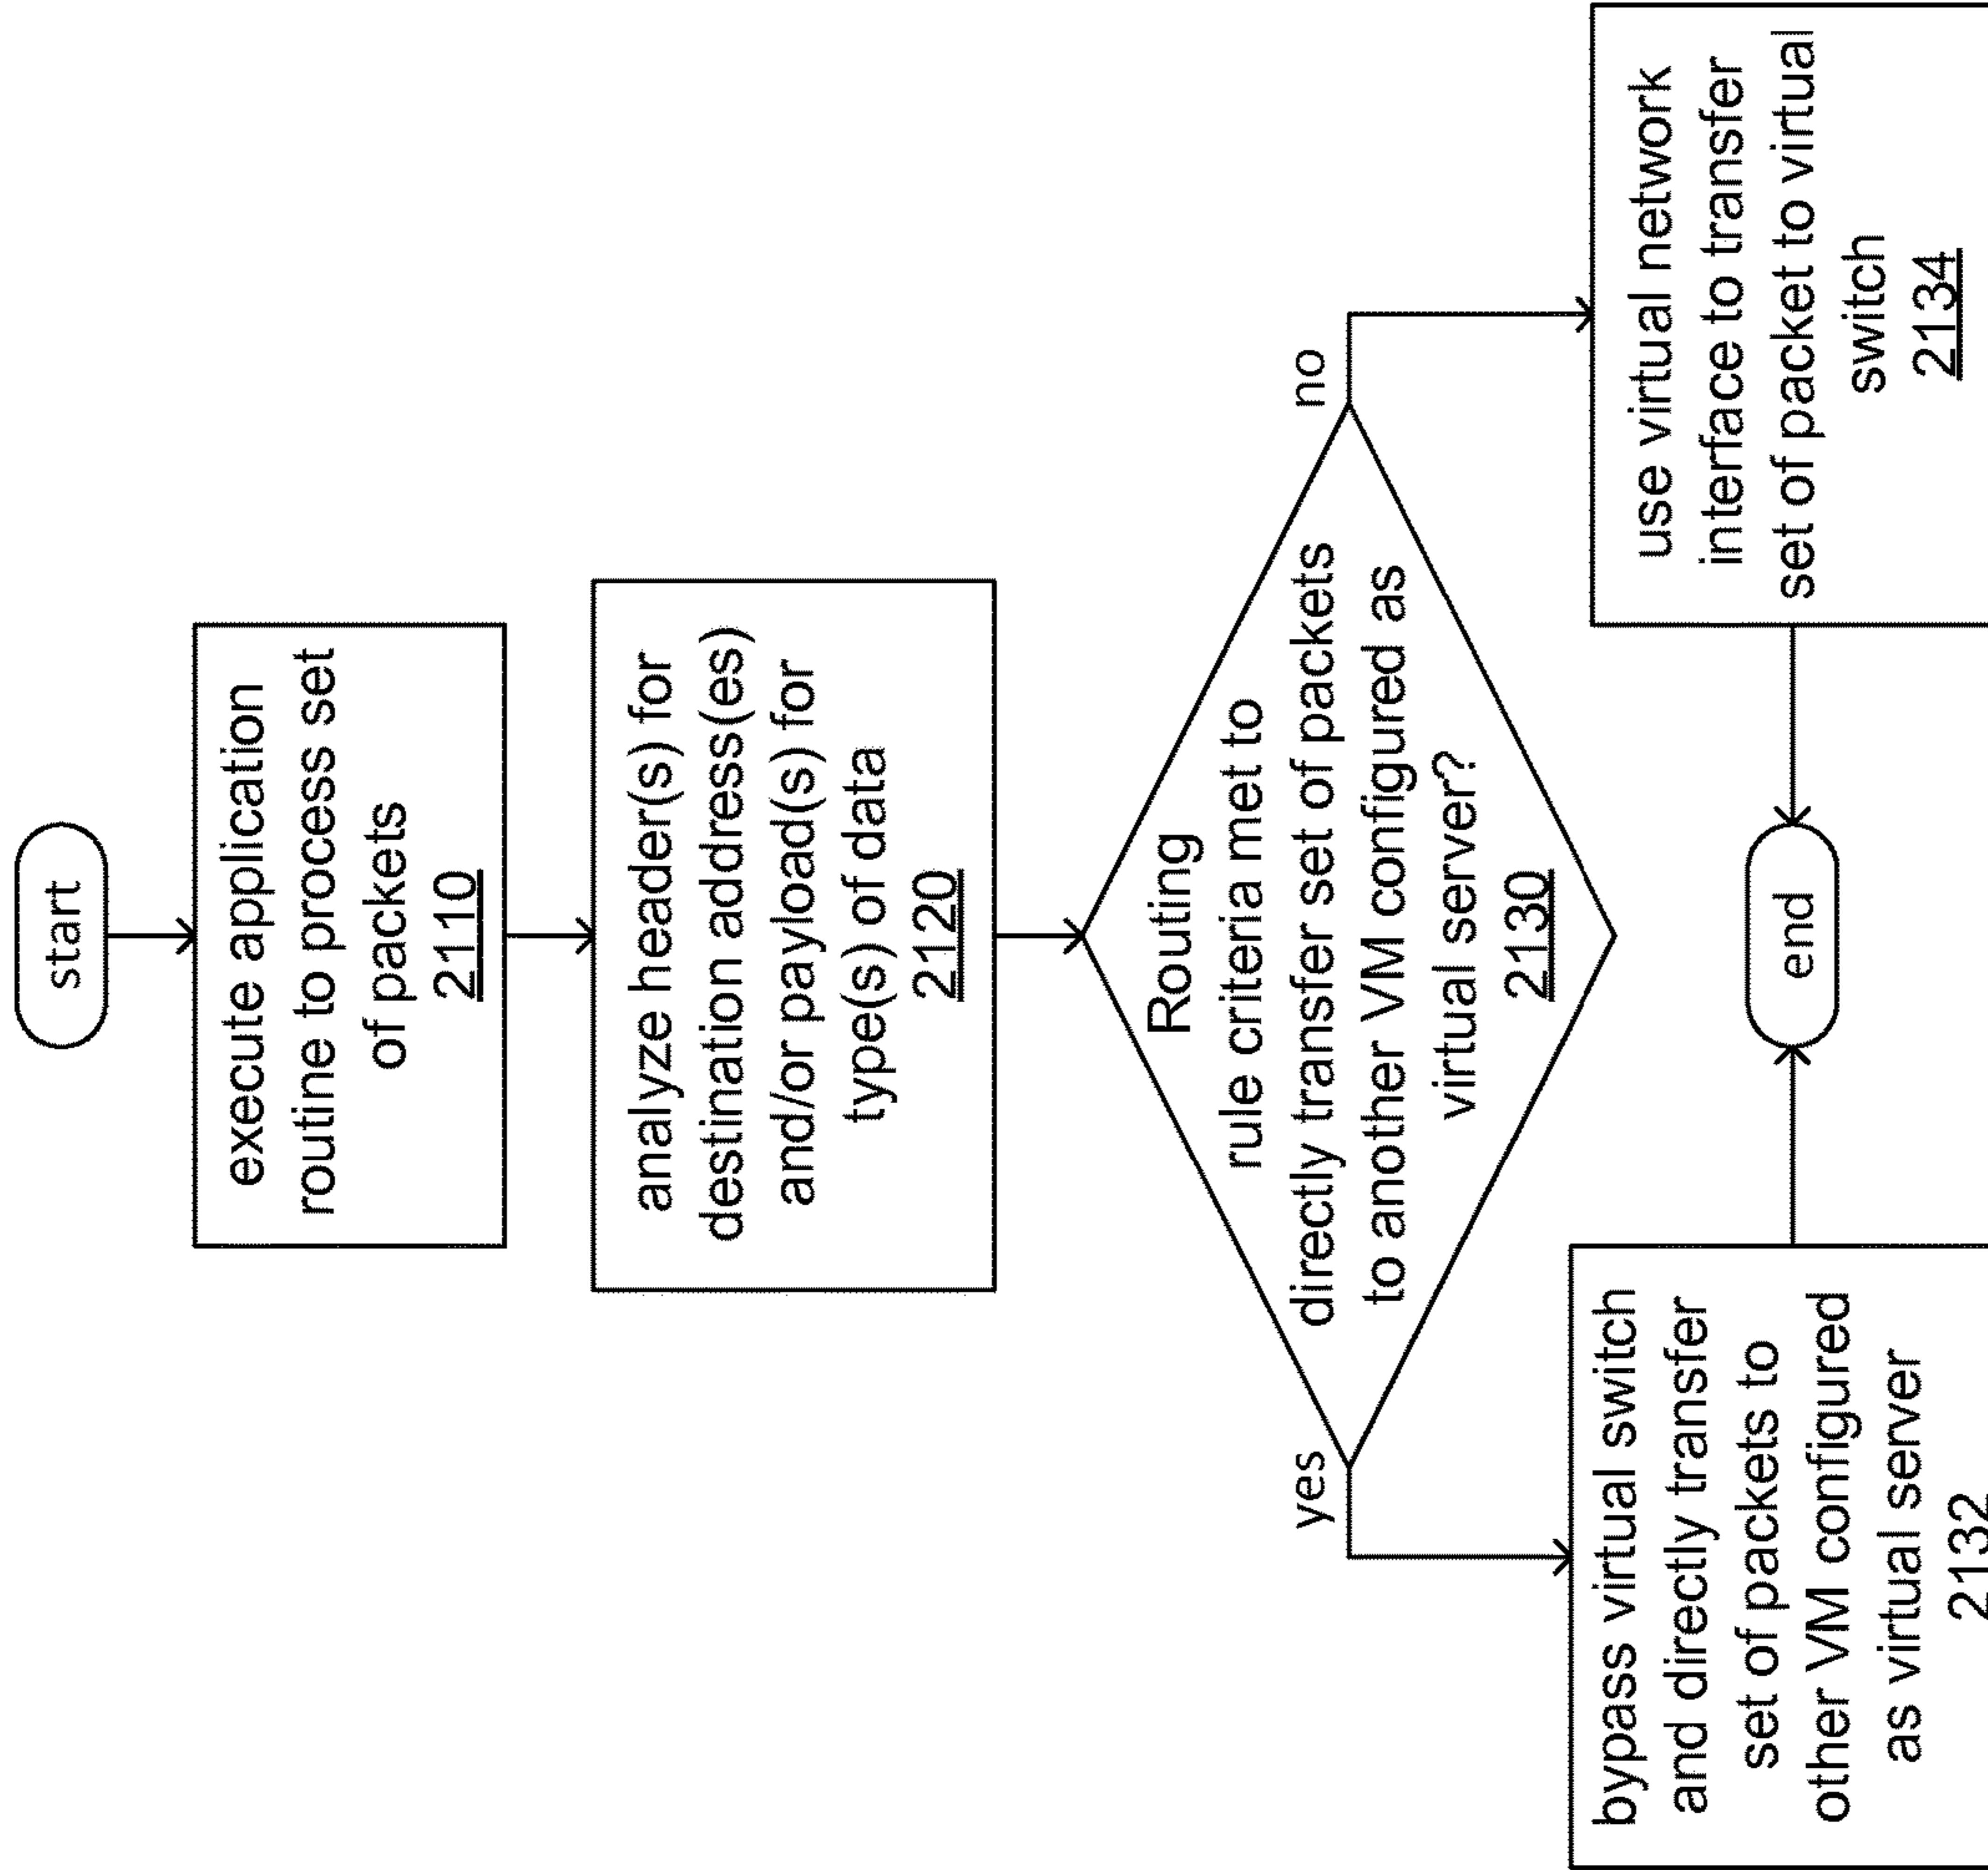 start
execute application
routine to process set
of packets
2110
analyze header(s) for
destination address(es)
and/or payload(s) for
type(s) of data
2120
Routing
rule criteria met to
directly transfer set of packets
to another VM configured as
virtual server?
2130
yes
no
bypass virtual switch
and directly transfer
set of packets to
other VM configured
as virtual server
2132
use virtual network
interface to transfer
set of packet to virtual
switch
2134
end